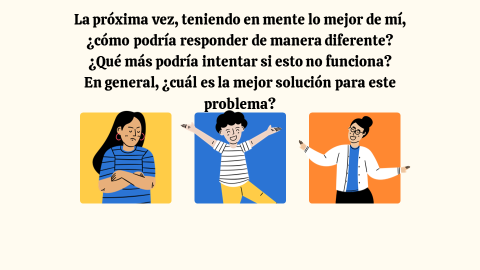 La próxima vez, teniendo en mente lo mejor de mí,
¿cómo podría responder de manera diferente?
¿Qué más podría intentar si esto no funciona?
En general, ¿cuál es la mejor solución para este
problema?